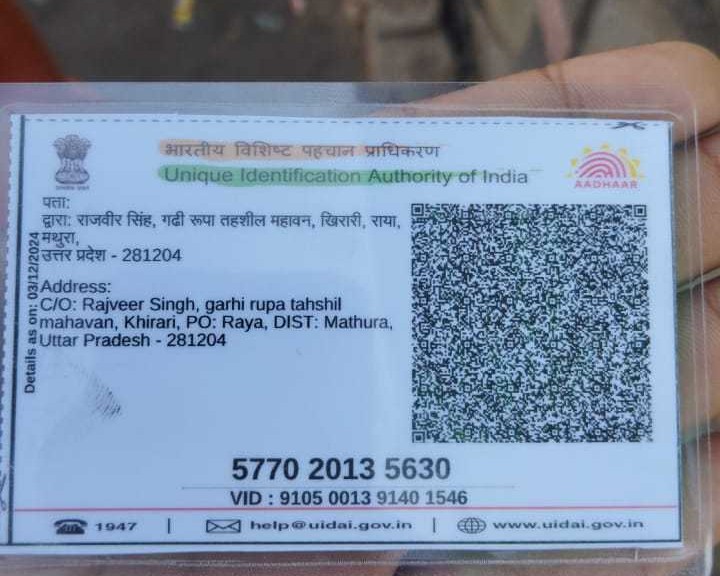 भारतीय विशिष्ट पहचान प्राधिकरण
Unique Identification Authority of India
AADHAAR
पता:
द्वारा: राजवीर सिंह, गढी रूपा तहशील महावन, खिरारी, राया,
मथुरा,
उत्तर प्रदेश - 281204
Address:
C/O: Rajveer Singh, garhi rupa tahshil
mahavan, Khirari, PO: Raya, DIST: Mathura,
Uttar Pradesh - 281204
Details as on: 03/12/2024
5770 2013 5630
VID : 9105 0013 9140 1546
1947 | help@uidai.gov.in | www.uidai.gov.in